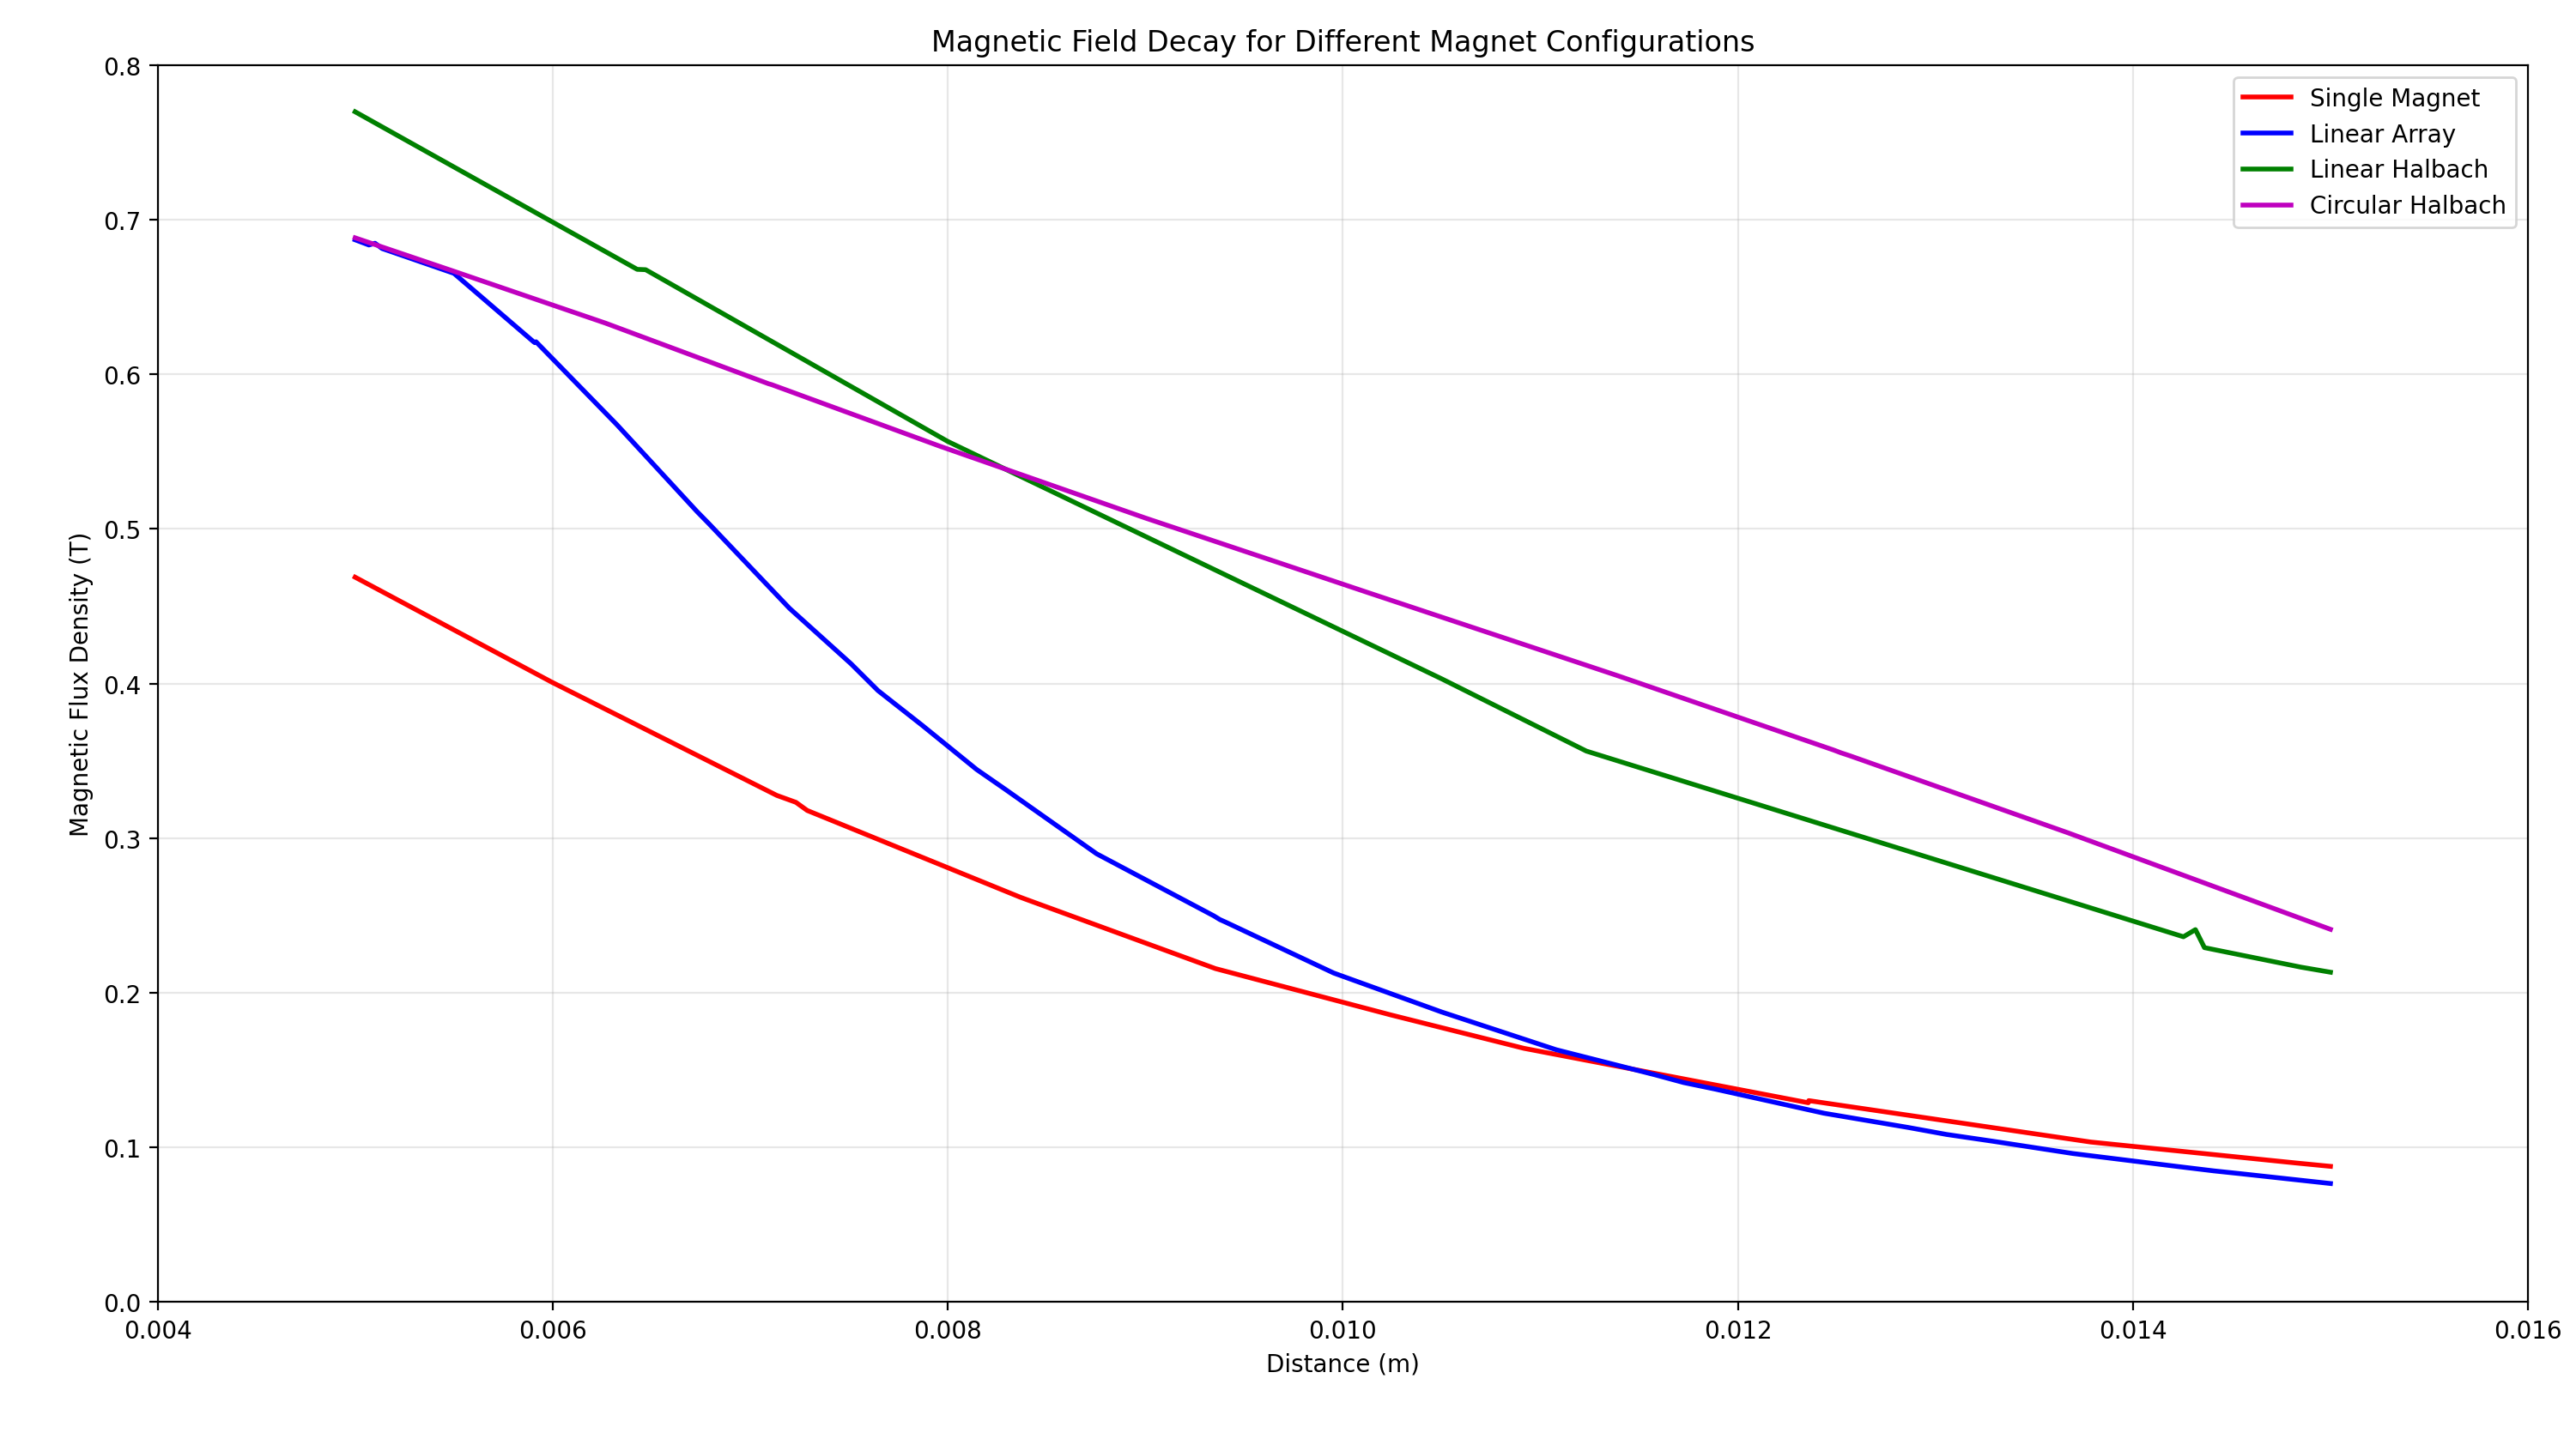 Magnetic Field Decay for Different Magnet Configurations
0.8
0.7
0.6
0.5
0.4
0.3
0.2
0.1
0.0
Magnetic Flux Density (T)
Single Magnet
Linear Array
Linear Halbach
Circular Halbach
0.004 0.006 0.008 0.010 0.012 0.014 0.016
Distance (m)